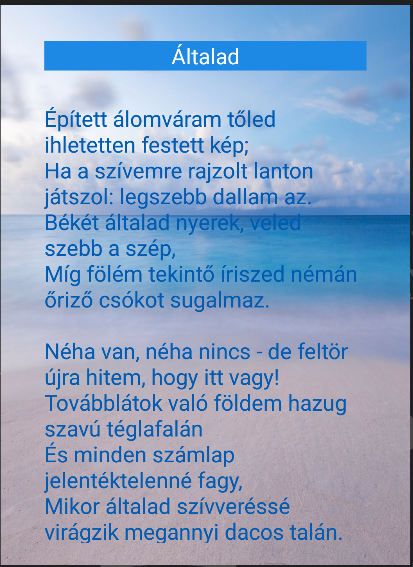 Általad
Épített álomváram tőled
ihletetten festett kép;
Ha a szívemre rajzolt lanton
játszol: legszebb dallam az.
Békét általad nyerek, veled
szebb a szép,
Míg fölém tekintő íriszed némán
őriző csókot sugalmaz.
Néha van, néha nincs - de feltör
újra hitem, hogy itt vagy!
Továbblátok való földem hazug
szavú téglafalán
És minden számlap
jelentéktelenné fagy,
Mikor általad szívveréssé
virágzik megannyi dacos talán.